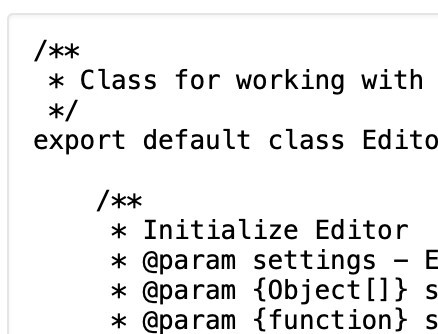 /**
 * Class for working with
 */
export default class Edito

    /**
     * Initialize Editor
     * @param settings – E
     * @param {Object[]} s
     * @param {function} s